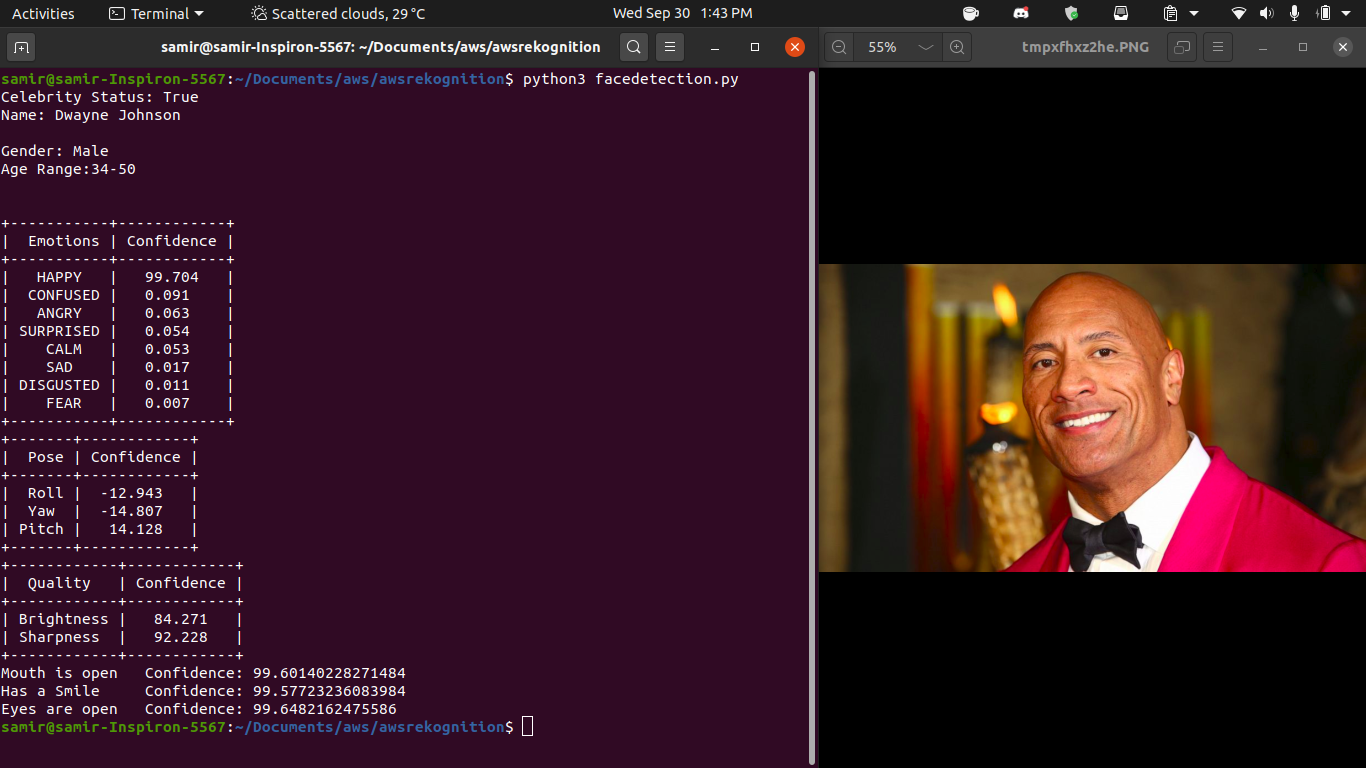 Activities Terminal Scattered clouds, 29 °C Wed Sep 30 1:43 PM
samir@samir-Inspiron-5567: ~/Documents/aws/awsrekognition
55% tmpxfhxz2he.PNG
samir@samir-Inspiron-5567:~/Documents/aws/awsrekognition$ python3 facedetection.py
Celebrity Status: True
Name: Dwayne Johnson
Gender: Male
Age Range:34-50
+-----------+------------+
|  Emotions | Confidence |
+-----------+------------+
|   HAPPY   |   99.704   |
|  CONFUSED |   0.091    |
|   ANGRY   |   0.063    |
| SURPRISED |   0.054    |
|    CALM   |   0.053    |
|    SAD    |   0.017    |
| DISGUSTED |   0.011    |
|    FEAR   |   0.007    |
+-----------+------------+
+-------+------------+
|  Pose | Confidence |
+-------+------------+
|  Roll |  -12.943   |
|  Yaw  |  -14.807   |
| Pitch |   14.128   |
+-------+------------+
+------------+------------+
|  Quality   | Confidence |
+------------+------------+
| Brightness |   84.271   |
| Sharpness  |   92.228   |
+------------+------------+
Mouth is open   Confidence: 99.60140228271484
Has a Smile     Confidence: 99.57723236083984
Eyes are open   Confidence: 99.6482162475586
samir@samir-Inspiron-5567:~/Documents/aws/awsrekognition$